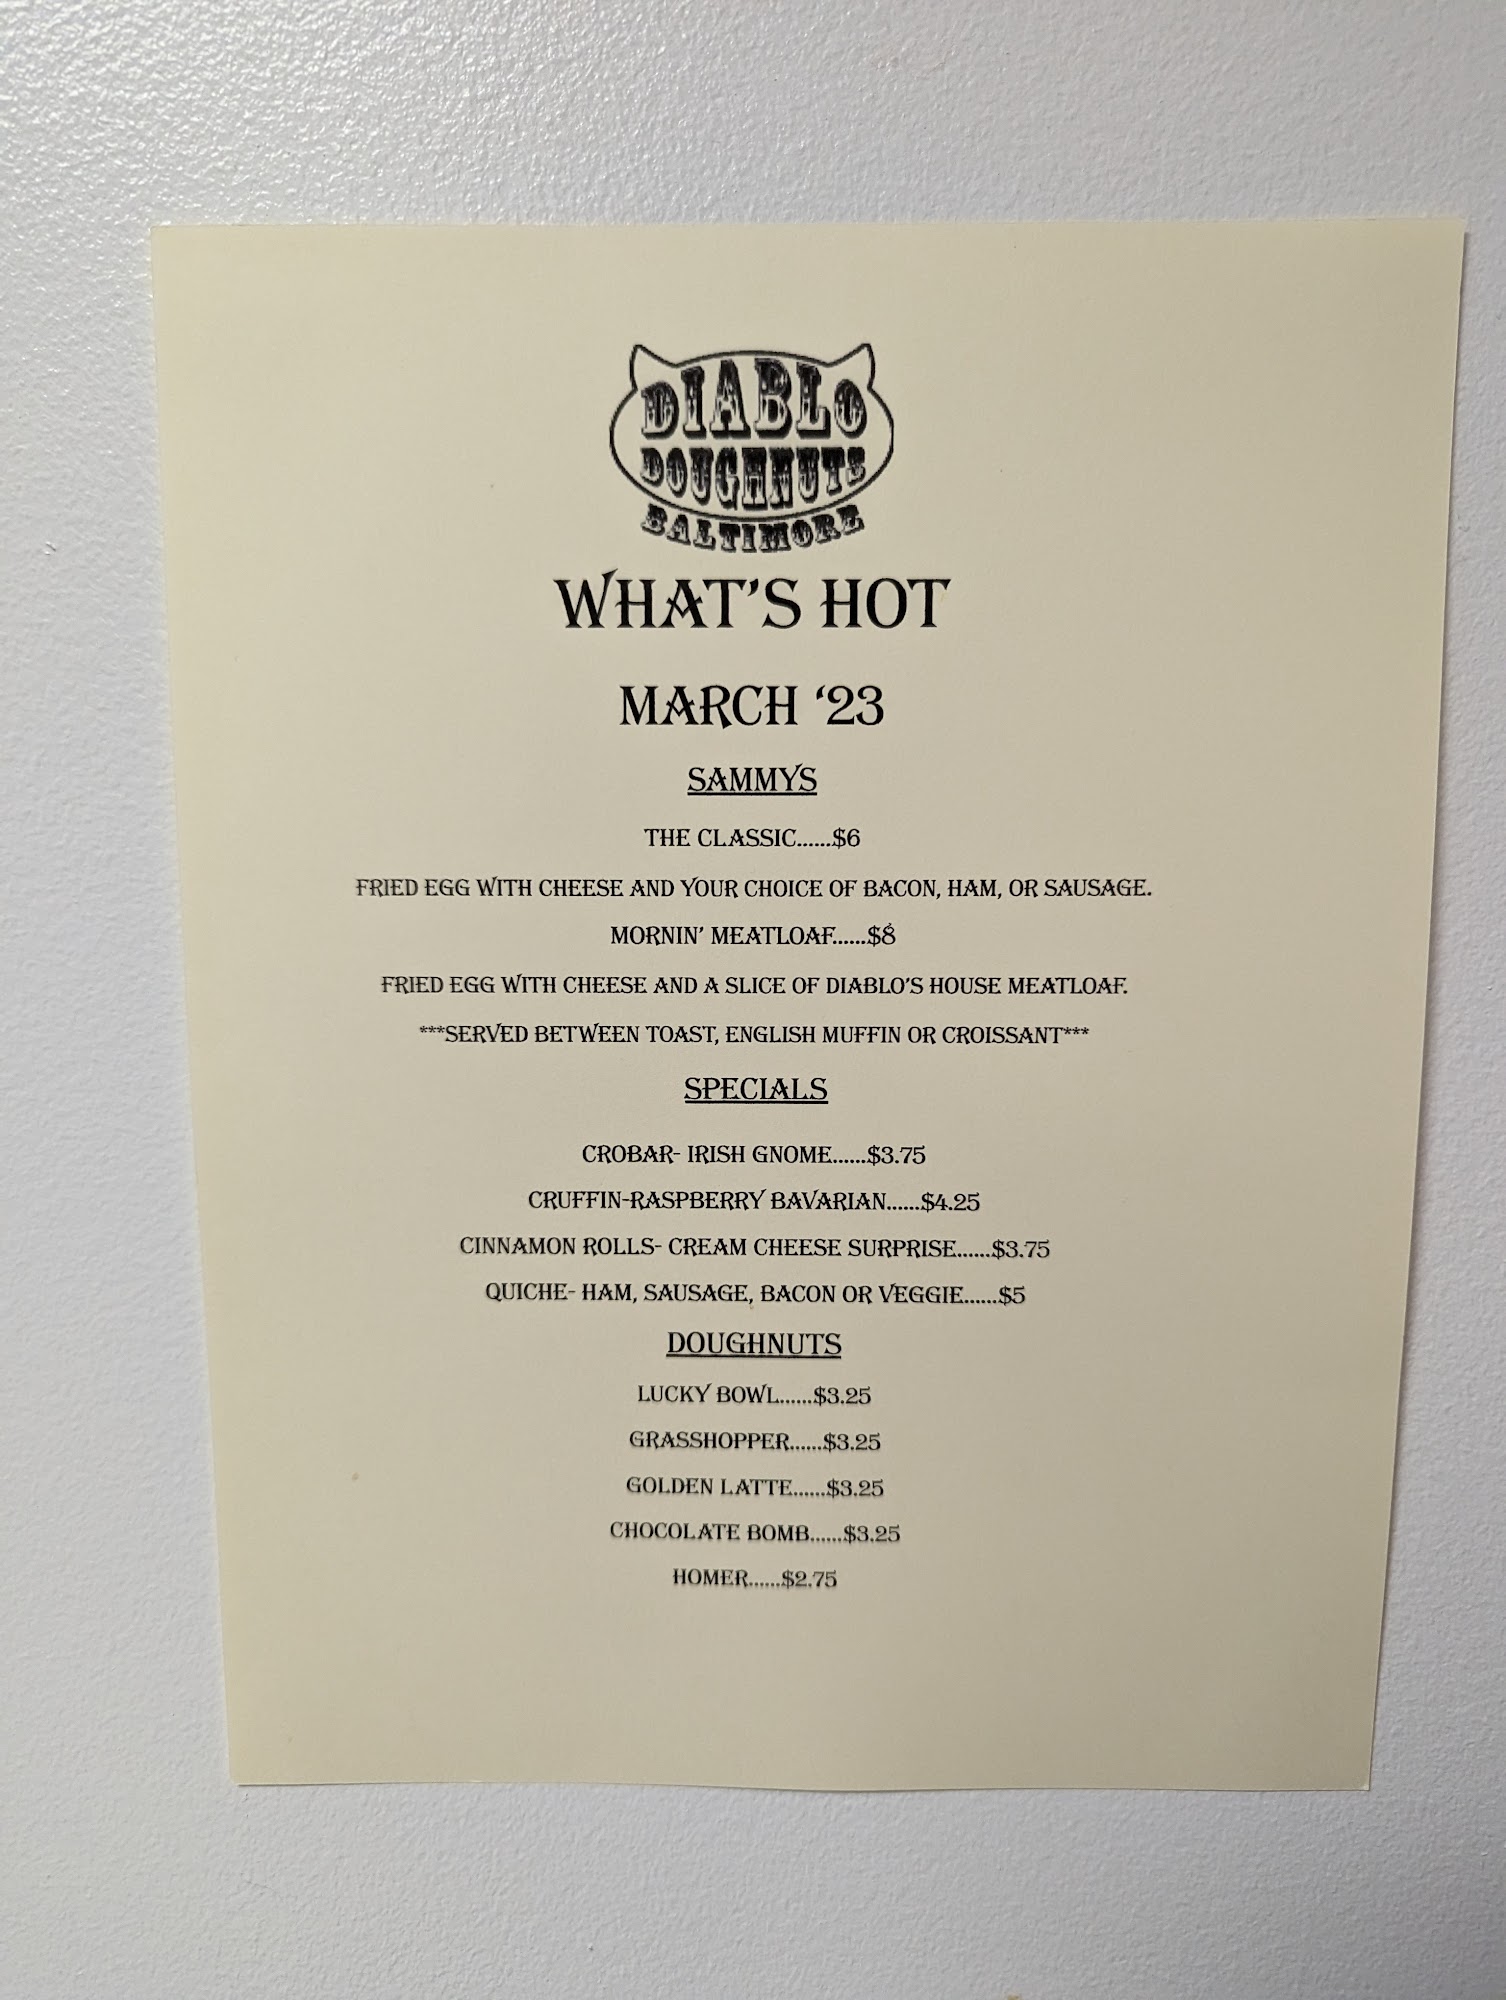 DIABLO
DOUGHNUTS
BALTIMORE
WHAT'S HOT
MARCH ‘23
SAMMYS
THE CLASSIC......$6
FRIED EGG WITH CHEESE AND YOUR CHOICE OF BACON, HAM, OR SAUSAGE.
MORNIN' MEATLOAF......$8
FRIED EGG WITH CHEESE AND A SLICE OF DIABLO'S HOUSE MEATLOAF.
***SERVED BETWEEN TOAST, ENGLISH MUFFIN OR CROISSANT***
SPECIALS
CROBAR- IRISH GNOME......$3.75
CRUFFIN-RASPBERRY BAVARIAN......$4.25
CINNAMON ROLLS- CREAM CHEESE SURPRISE......$3.75
QUICHE- HAM, SAUSAGE, BACON OR VEGGIE......$5
DOUGHNUTS
LUCKY BOWL......$3.25
GRASSHOPPER......$3.25
GOLDEN LATTE......$3.25
CHOCOLATE BOMB......$3.25
HOMER......$2.75